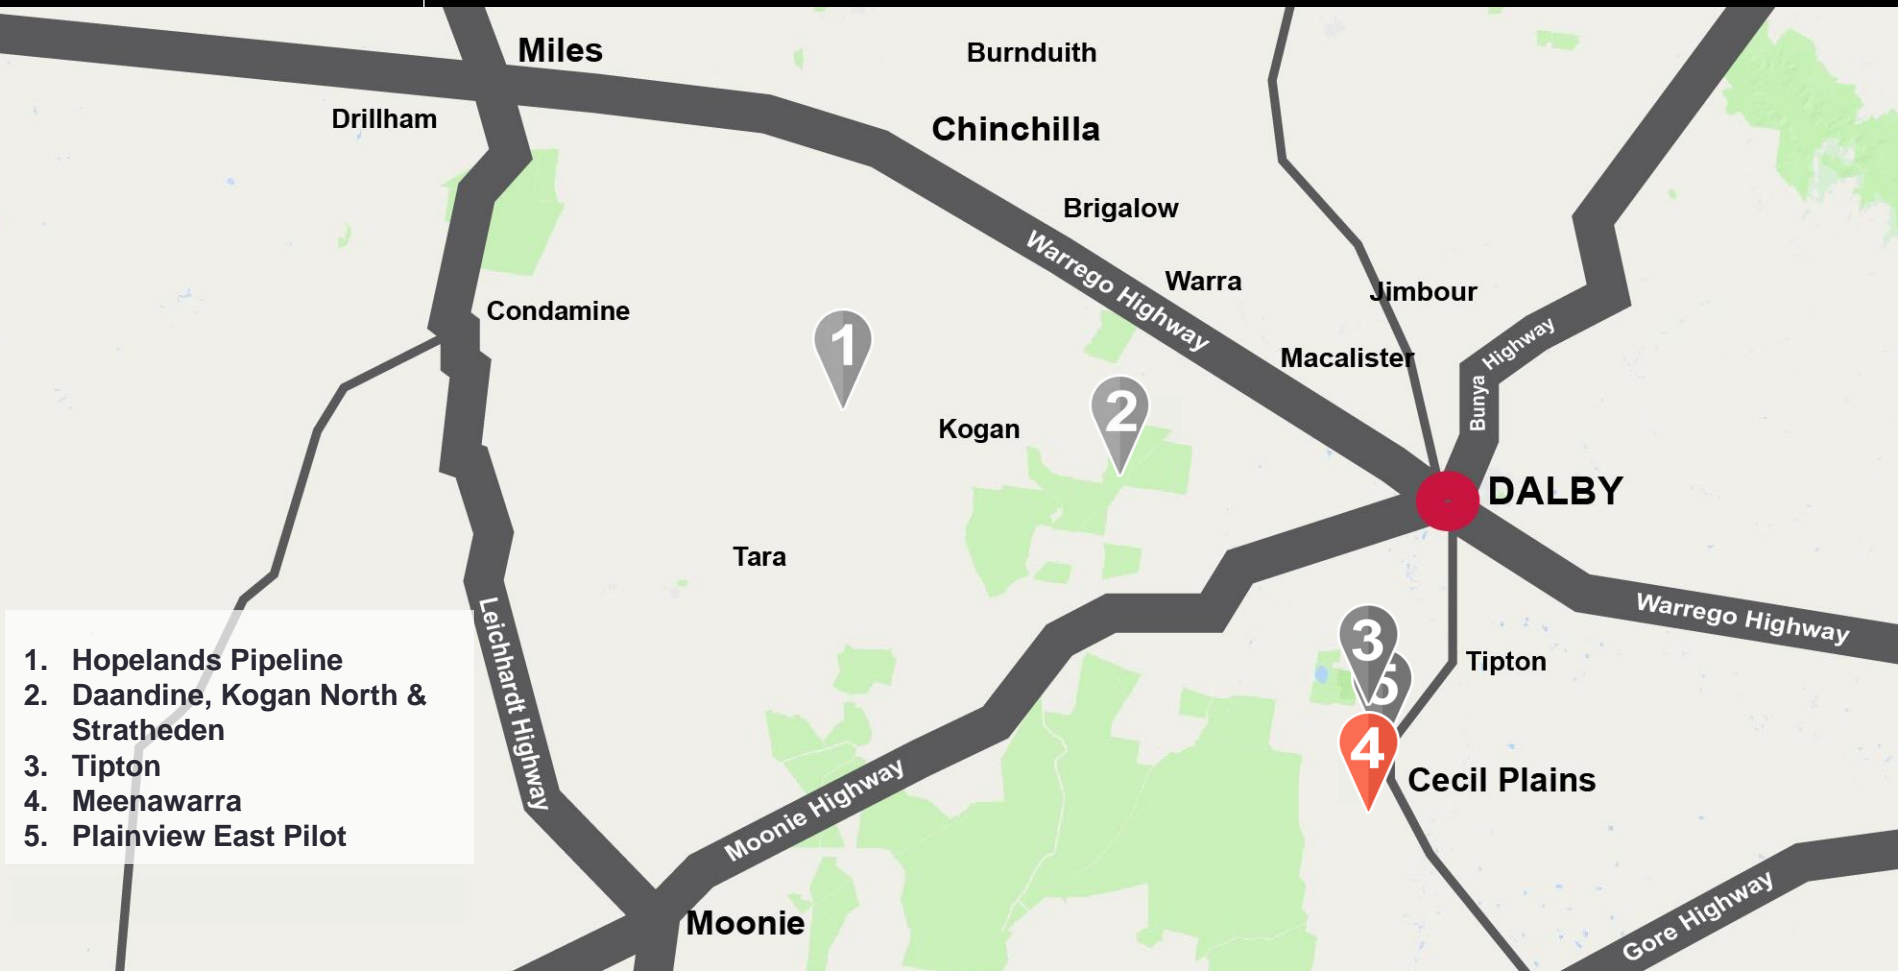 Miles
Burnduith
Drillham
Chinchilla
Brigalow
Warrego Highway
Warra
Jimbour
Condamine
1
Macalister
Bunya Highway
2
Kogan
DALBY
Tara
Warrego Highway
Leichhardt Highway
3
Tipton
5
4
Cecil Plains
Moonie Highway
Moonie
Gore Highway
1. Hopelands Pipeline
2. Daandine, Kogan North &
Stratheden
3. Tipton
4. Meenawarra
5. Plainview East Pilot